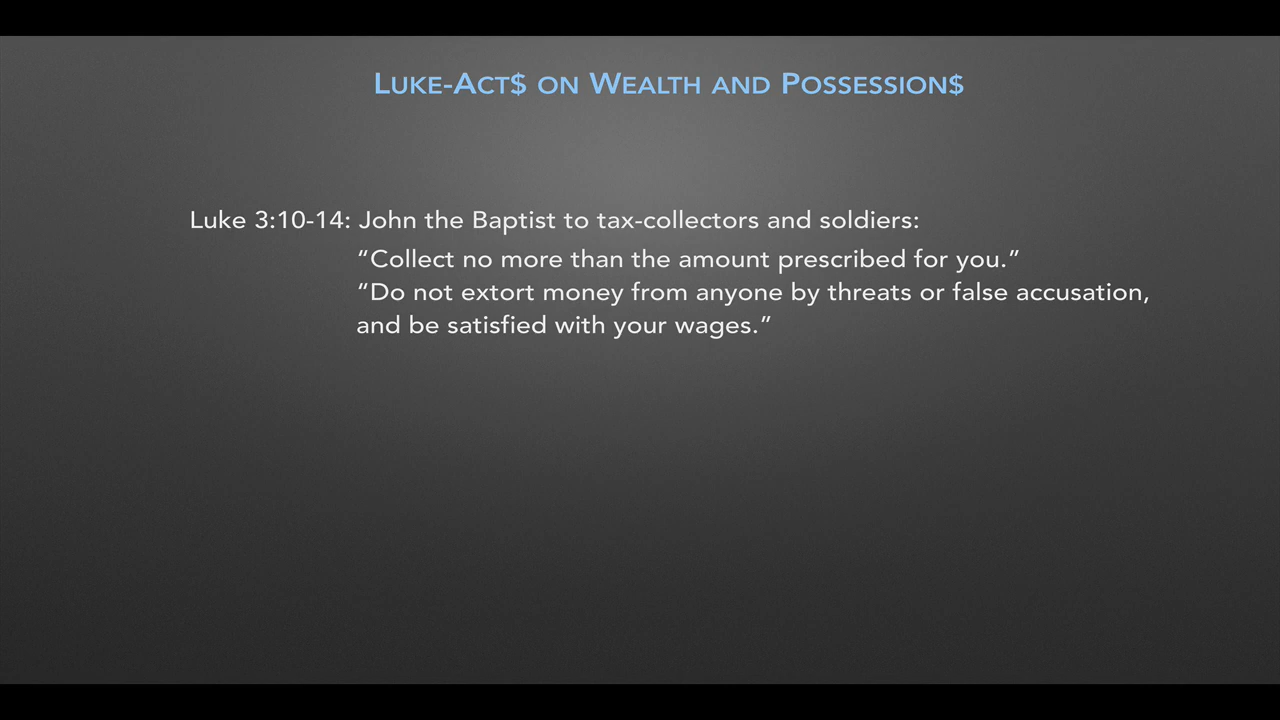 Luke-Act$ on Wealth and Possession$
Luke 3:10-14: John the Baptist to tax-collectors and soldiers:
“Collect no more than the amount prescribed for you.”
“Do not extort money from anyone by threats or false accusation,
and be satisfied with your wages.”